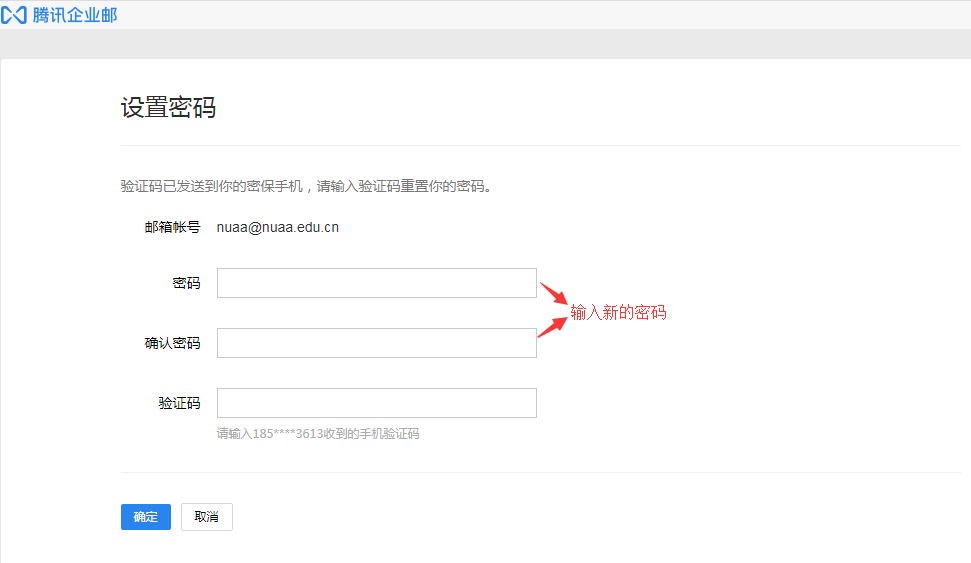 腾讯企业邮
设置密码
验证码已发送到你的密保手机，请输入验证码重置你的密码。
邮箱帐号 nuaa@nuaa.edu.cn
密码
输入新的密码
确认密码
验证码
请输入185****3613收到的手机验证码
确定 取消